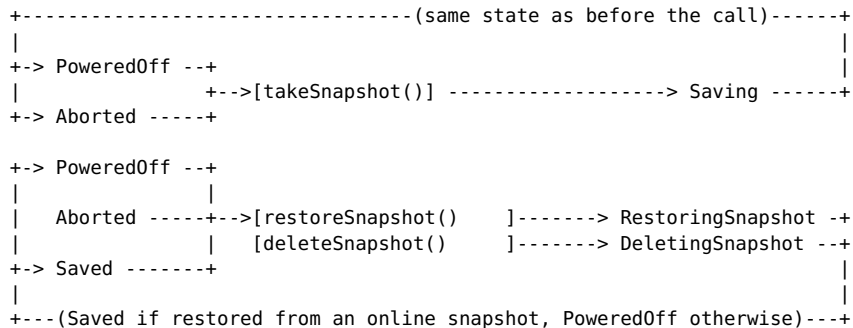 +----------------------------------(same state as before the call)------+
|                                                                       |
+-> PoweredOff --+                                                      |
|                +-->[takeSnapshot()] -------------------> Saving ------+
+-> Aborted -----+

+-> PoweredOff --+
|                |
|   Aborted -----+-->[restoreSnapshot()    ]-------> RestoringSnapshot -+
|                |   [deleteSnapshot()     ]-------> DeletingSnapshot --+
+-> Saved -------+                                                      |
|                                                                       |
+---(Saved if restored from an online snapshot, PoweredOff otherwise)---+